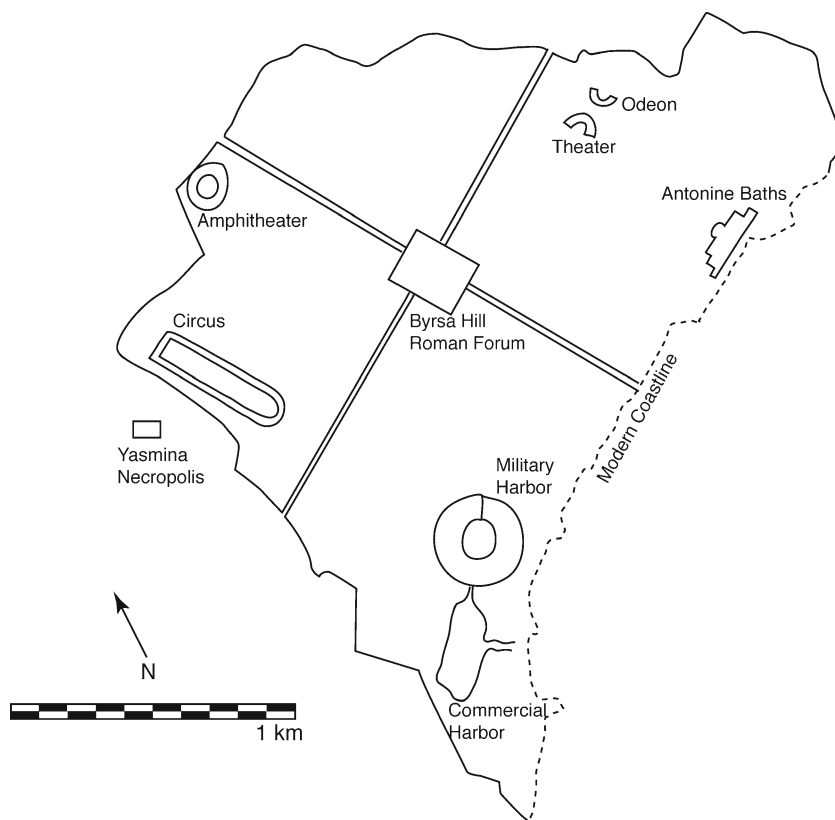 Odeon
Theater
Antonine Baths
Amphitheater
Circus
Byrsa Hill
Roman Forum
Modern Coastline
Yasmina
Necropolis
Military
Harbor
N
Commercial
Harbor
1 km